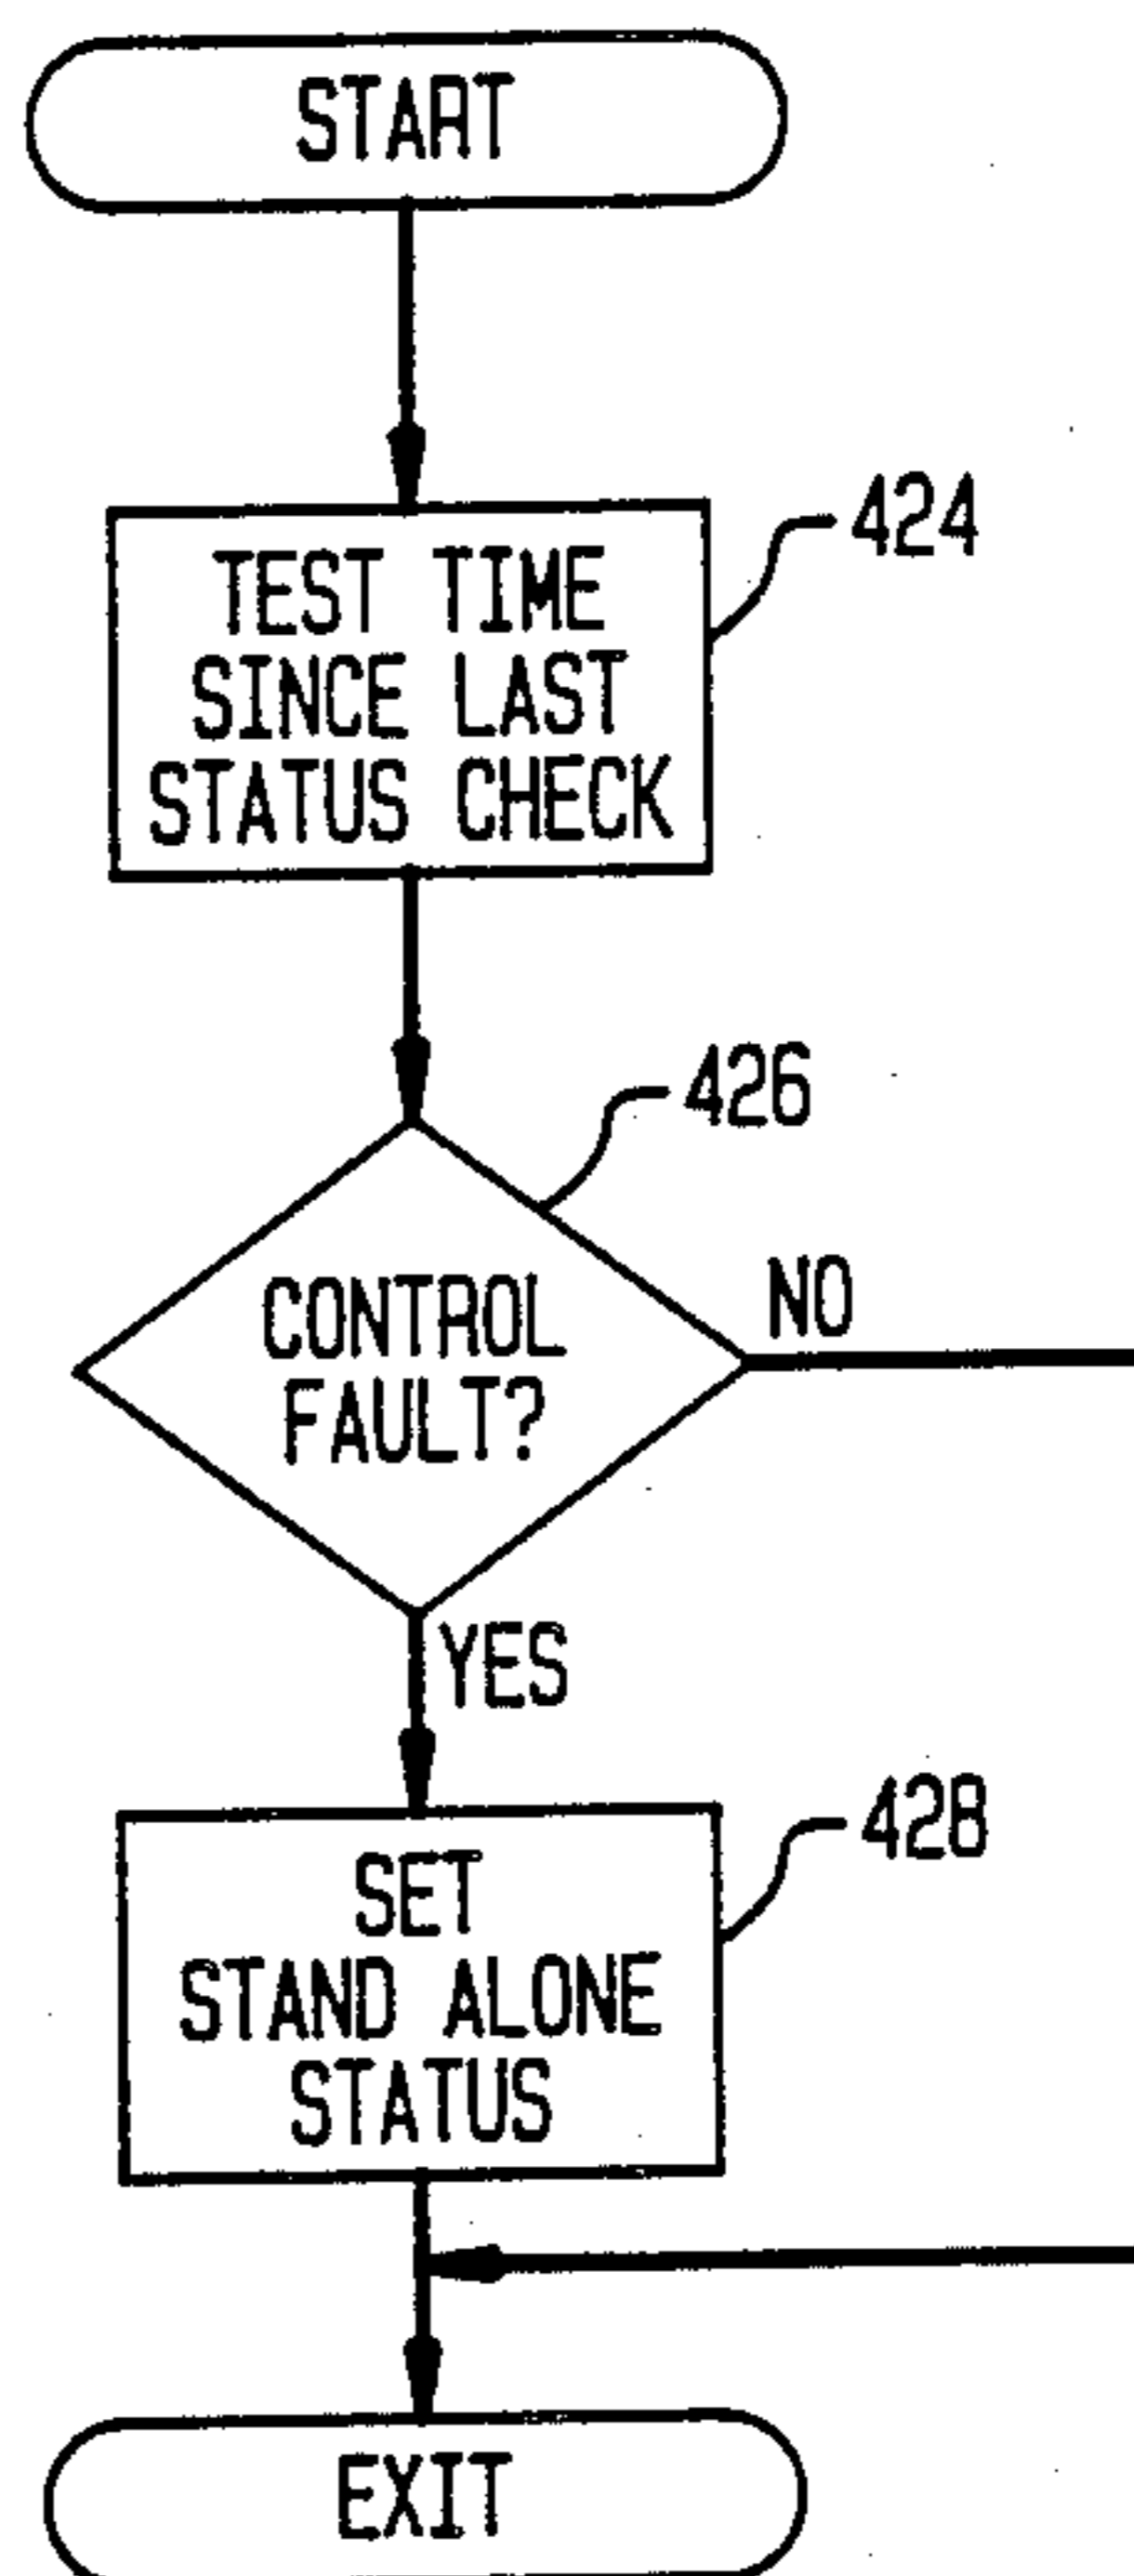 START
424
TEST TIME
SINCE LAST
STATUS CHECK
426
NO
CONTROL
FAULT?
YES
428
SET
STAND ALONE
STATUS
EXIT